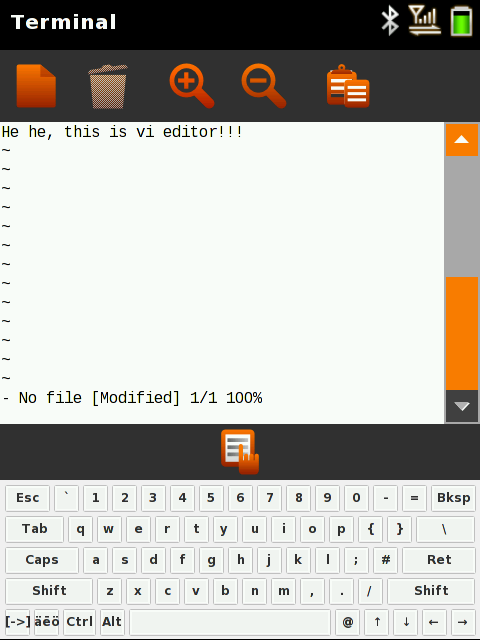 Terminal
He he, this is vi editor!!!
~
~
~
~
~
~
~
~
~
~
~
~
~
- No file [Modified] 1/1 100%
Esc ` 1 2 3 4 5 6 7 8 9 0 - = Bksp
Tab q w e r t y u i o p { } \
Caps a s d f g h j k l ; # Ret
Shift z x c v b n m , . / Shift
[->] äëö Ctrl Alt @ ↑ ↓ ← →